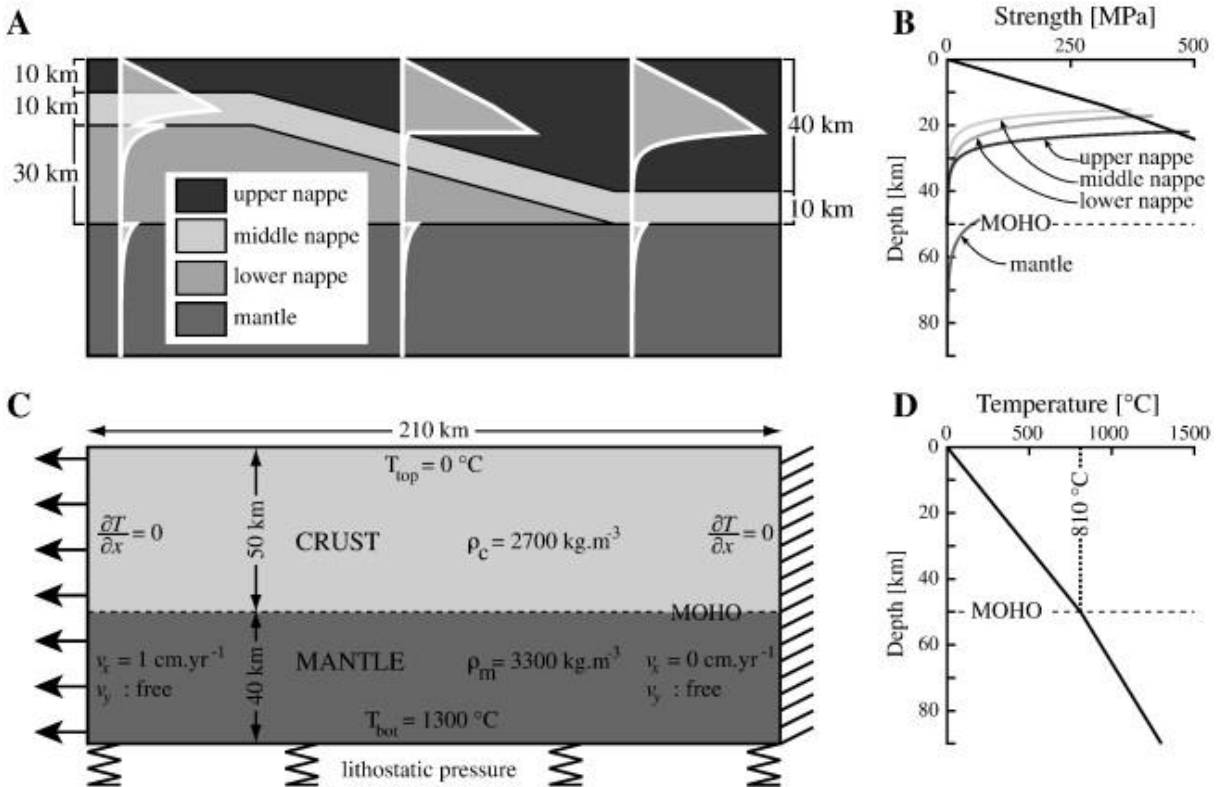 A
10 km
10 km
30 km
40 km
10 km
upper nappe
middle nappe
lower nappe
mantle
B
Strength [MPa]
0 250 500
0
20
40
60
80
Depth [km]
upper nappe
middle nappe
lower nappe
MOHO
mantle
C
210 km
T_top = 0 °C
∂T/∂x = 0
50 km
CRUST
ρ_c = 2700 kg.m⁻³
∂T/∂x = 0
MOHO
v_x = 1 cm.yr⁻¹
v_y : free
40 km
MANTLE
ρ_m = 3300 kg.m⁻³
v_x = 0 cm.yr⁻¹
v_y : free
T_bot = 1300 °C
lithostatic pressure
D
Temperature [°C]
0 500 1000 1500
0
20
40
60
80
Depth [km]
810 °C
MOHO